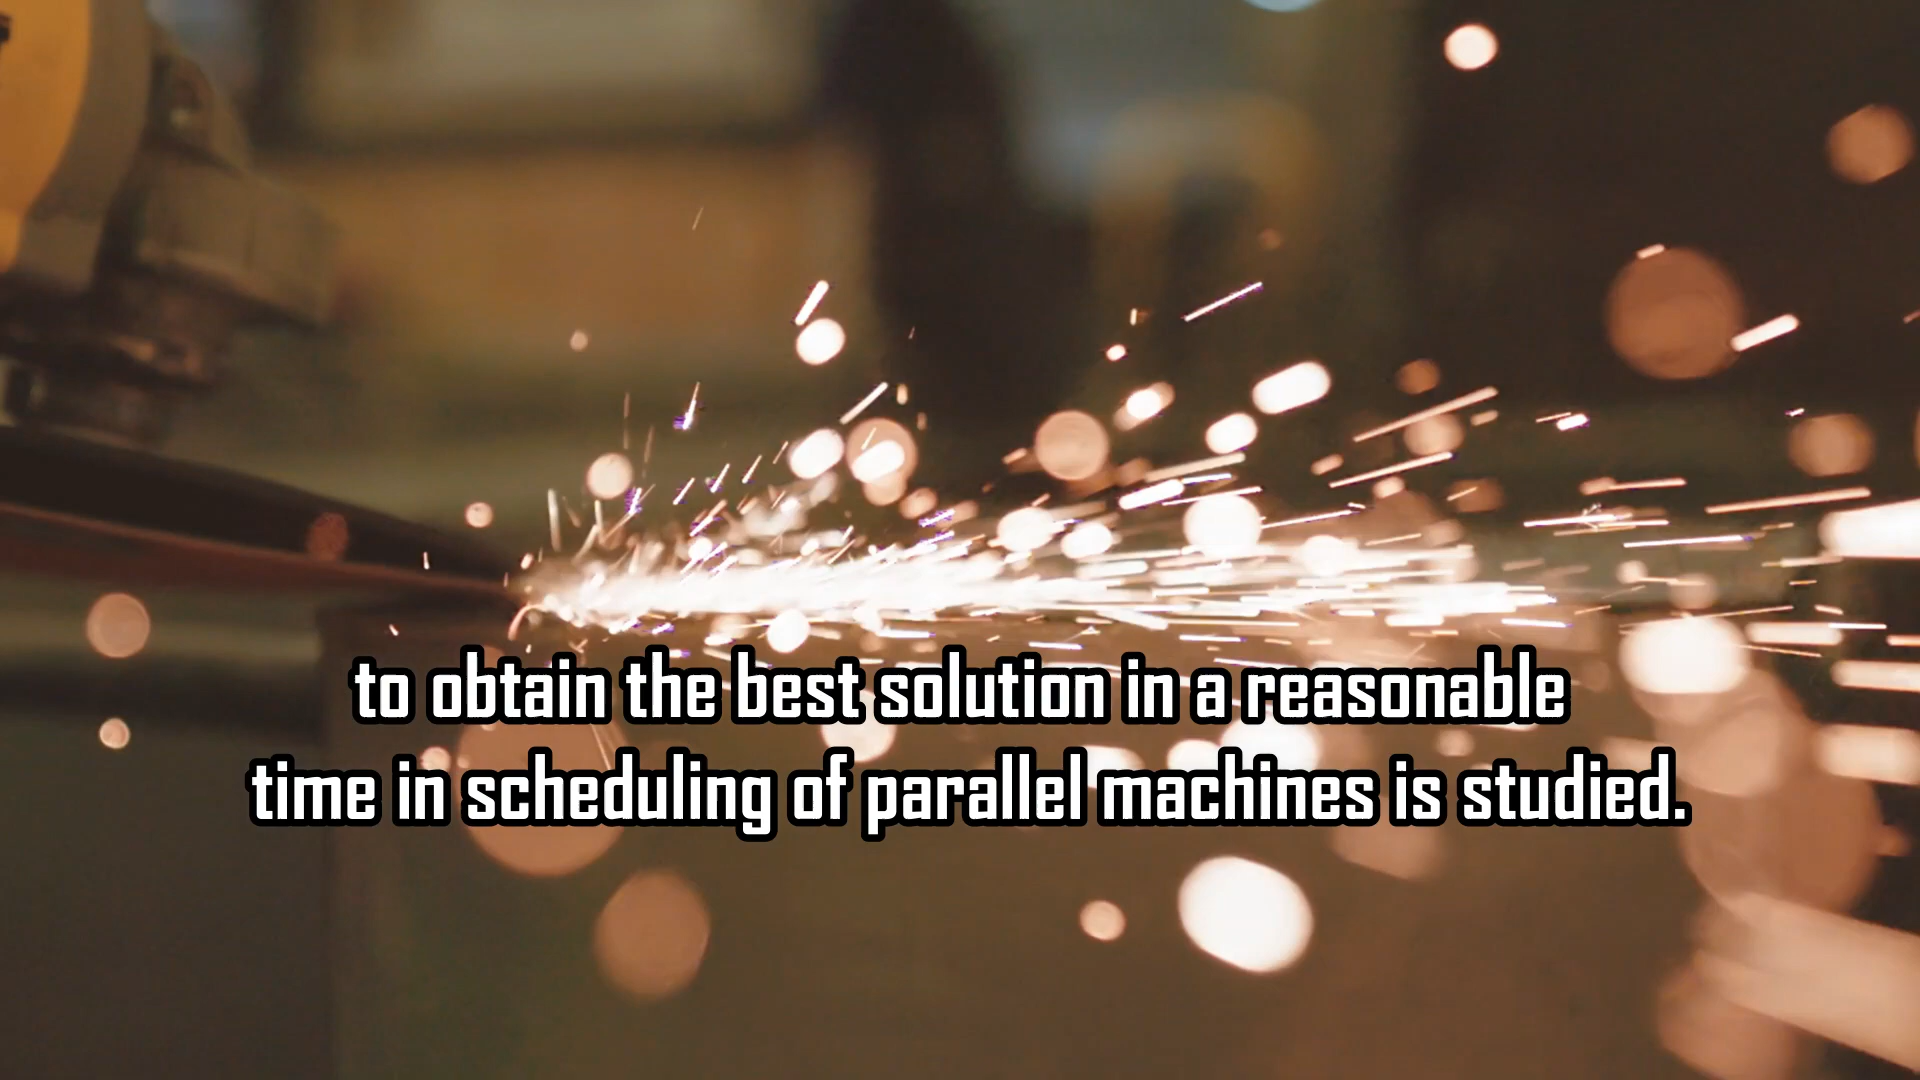 to obtain the best solution in a reasonable
time in scheduling of parallel machines is studied.